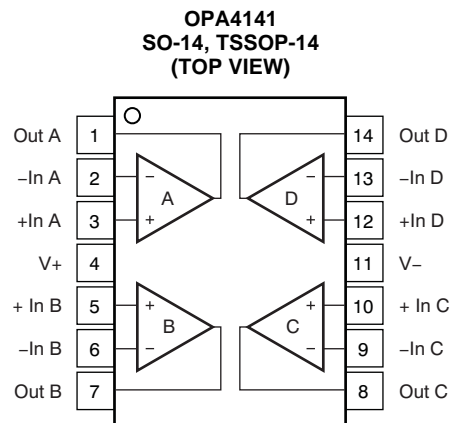 OPA4141
SO-14, TSSOP-14
(TOP VIEW)
Out A 1 14 Out D
−In A 2 − − 13 −In D
A D
+In A 3 + + 12 +In D
V+ 4 11 V−
+ In B 5 + + 10 + In C
B C
−In B 6 − − 9 −In C
Out B 7 8 Out C